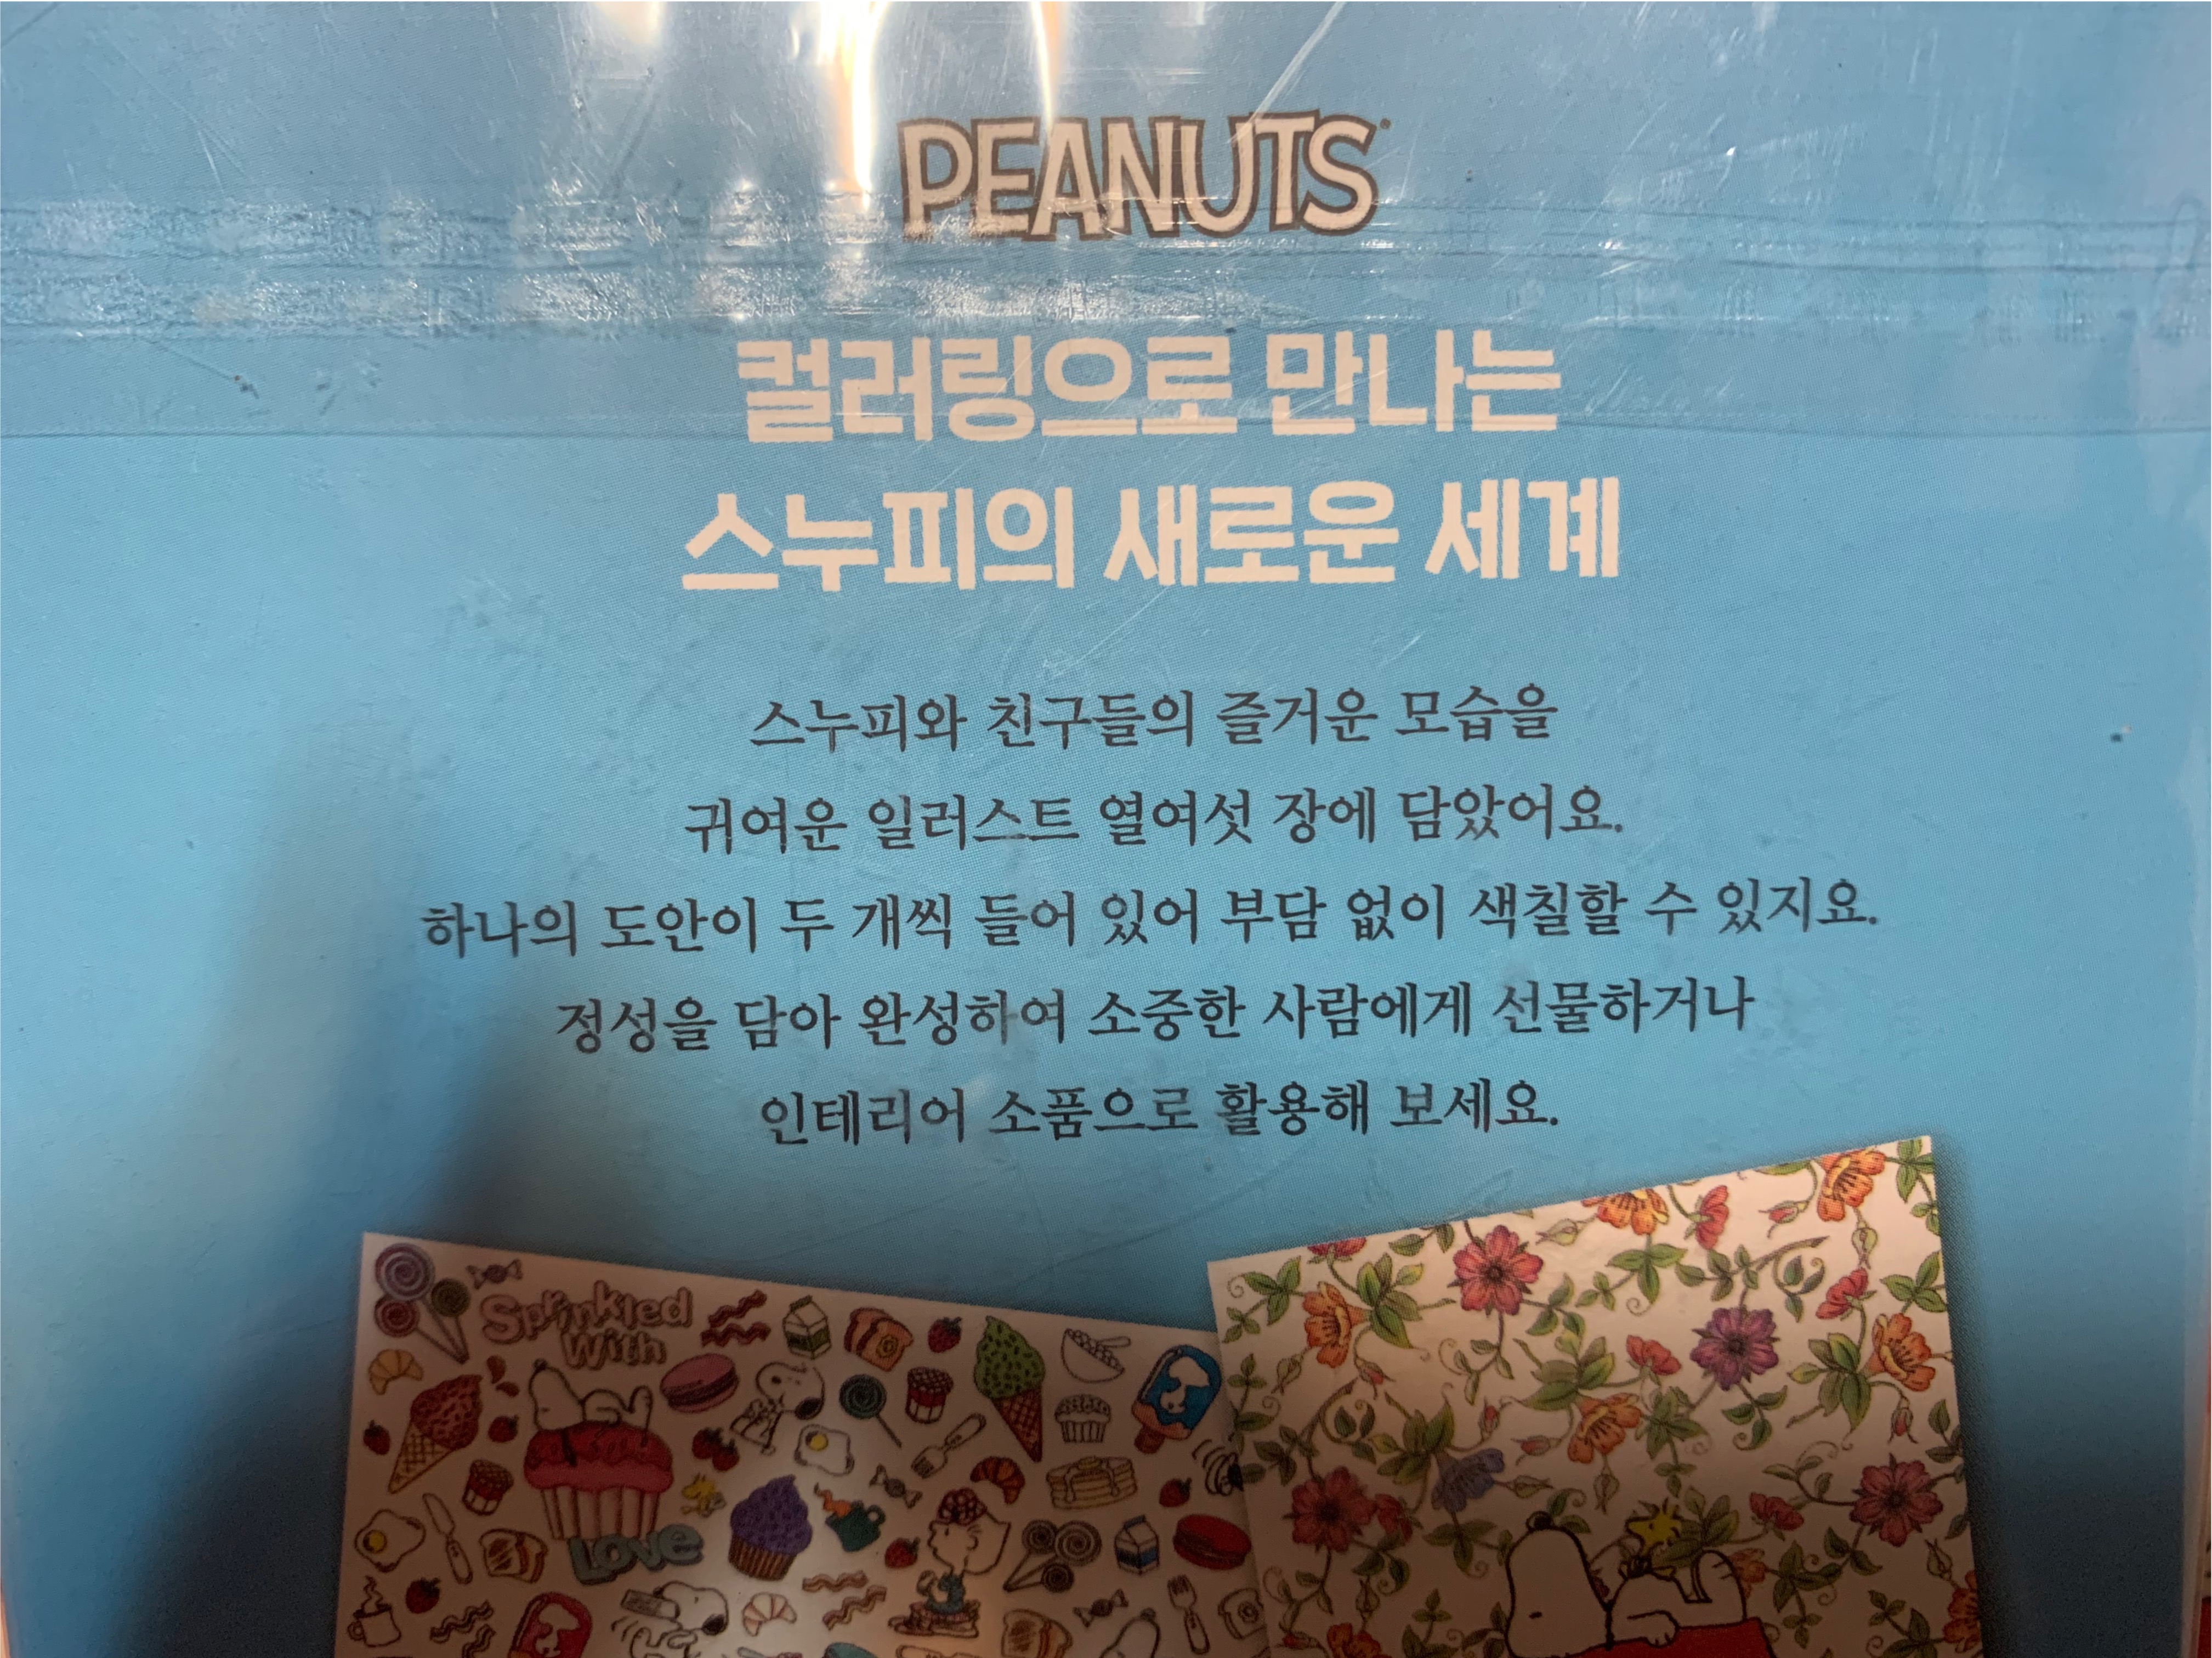 PEANUTS
컬러링으로 만나는
스누피의 새로운 세계
스누피와 친구들의 즐거운 모습을
귀여운 일러스트 열여섯 장에 담았어요.
하나의 도안이 두 개씩 들어 있어 부담 없이 색칠할 수 있지요.
정성을 담아 완성하여 소중한 사람에게 선물하거나
인테리어 소품으로 활용해 보세요.
Sprinkled
With
LOVE